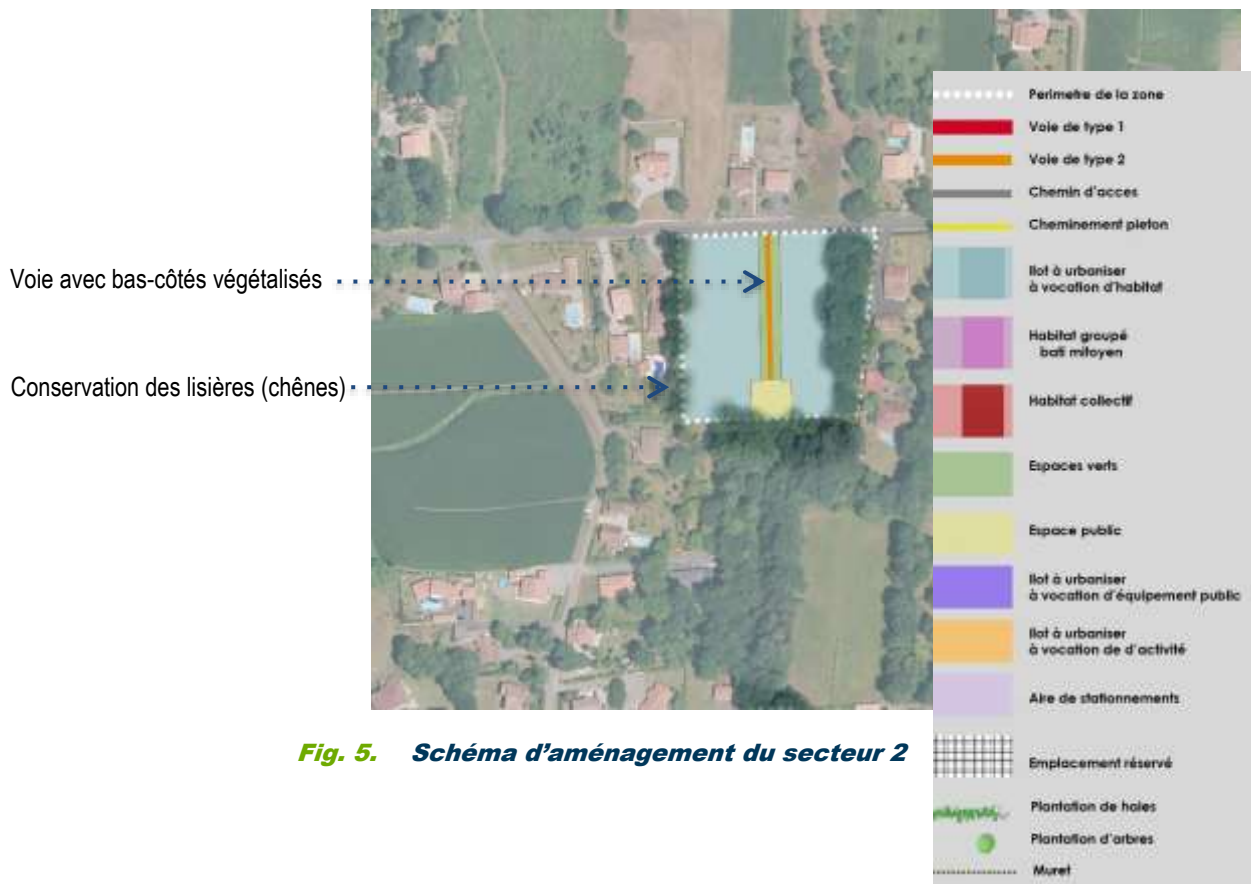 Perimetre de la zone
Voie de type 1
Voie de type 2
Chemin d'acces
Cheminement pieton
Voie avec bas-côtés végétalisés
Ilot à urbaniser
à vocation d'habitat
Habitat groupé
bati mitoyen
Conservation des lisières (chênes)
Habitat collectif
Espaces verts
Espace public
Ilot à urbaniser
à vocation d'équipement public
Ilot à urbaniser
à vocation de d'activité
Aire de stationnements
Fig. 5. Schéma d'aménagement du secteur 2
Emplacement réservé
Plantation de haies
Plantation d'arbres
Muret